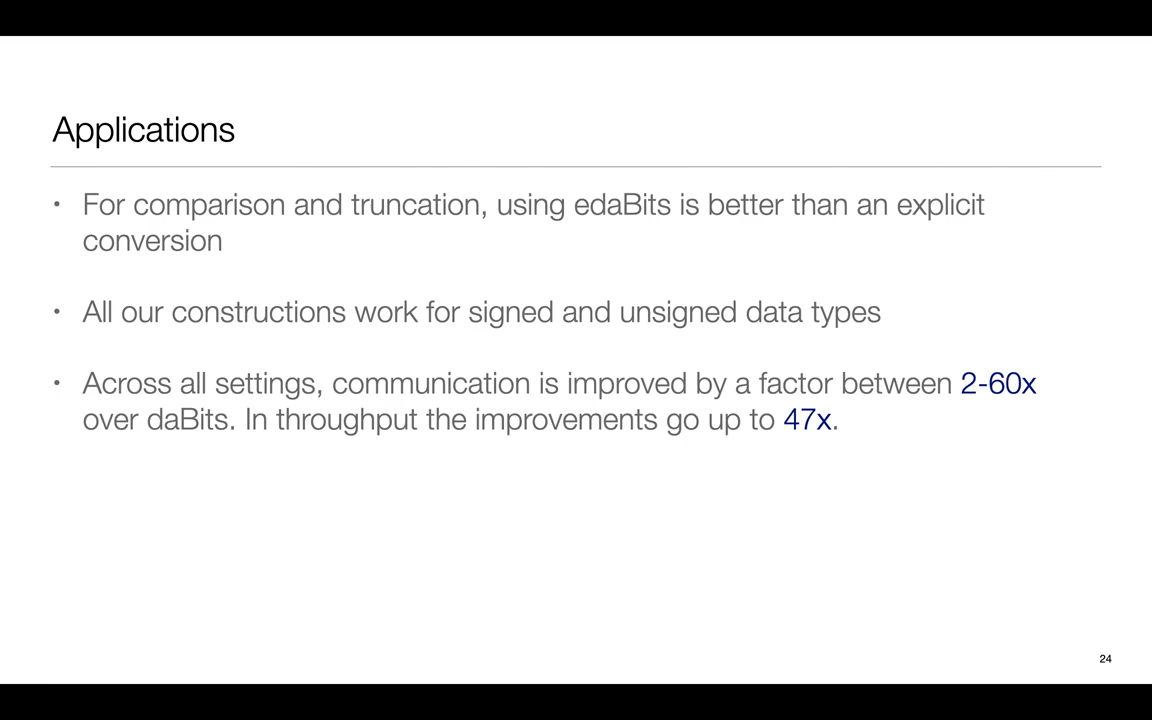 Applications
• For comparison and truncation, using edaBits is better than an explicit
conversion
• All our constructions work for signed and unsigned data types
• Across all settings, communication is improved by a factor between 2-60x
over daBits. In throughput the improvements go up to 47x.
24